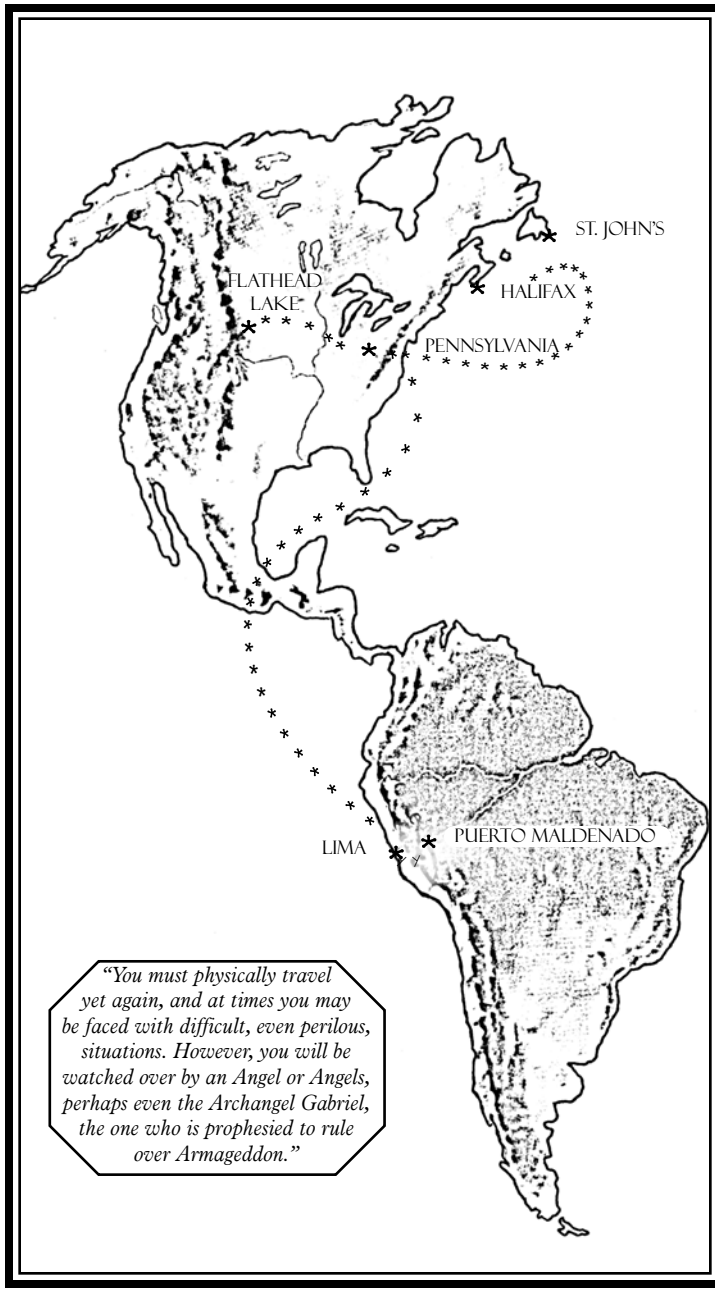 ST. JOHN'S
FLATHEAD
LAKE
HALIFAX
PENNSYLVANIA
LIMA
PUERTO MALDENADO
“You must physically travel
yet again, and at times you may
be faced with difficult, even perilous,
situations. However, you will be
watched over by an Angel or Angels,
perhaps even the Archangel Gabriel,
the one who is prophesied to rule
over Armageddon.”